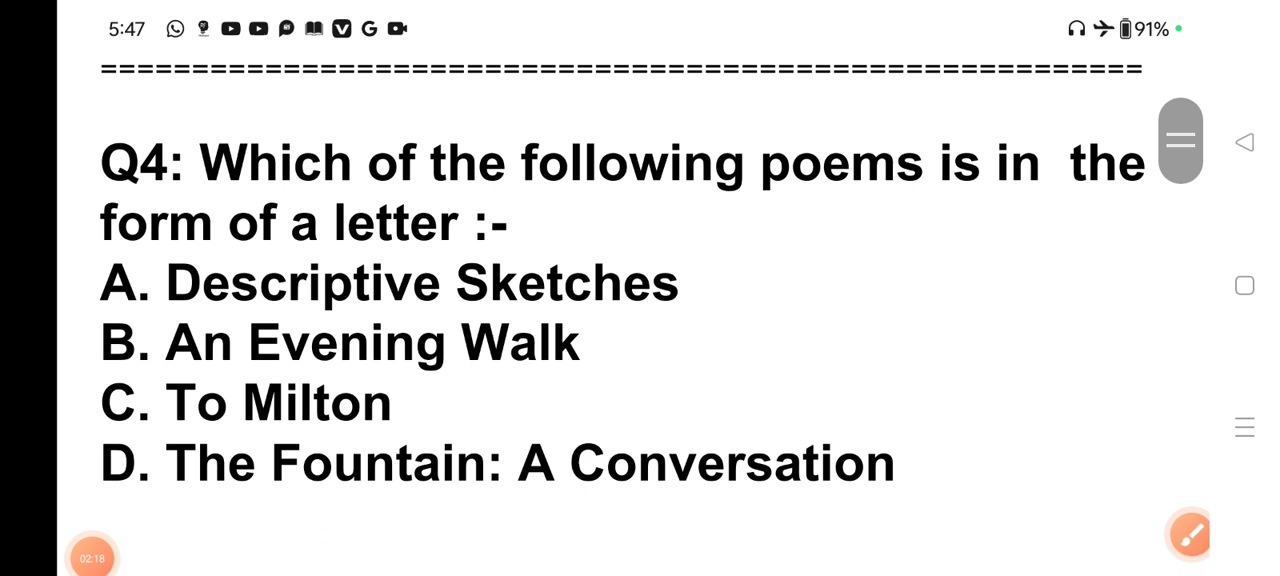 5:47 G 91%
=========================================================
Q4: Which of the following poems is in the
form of a letter :-
A. Descriptive Sketches
B. An Evening Walk
C. To Milton
D. The Fountain: A Conversation
02:18